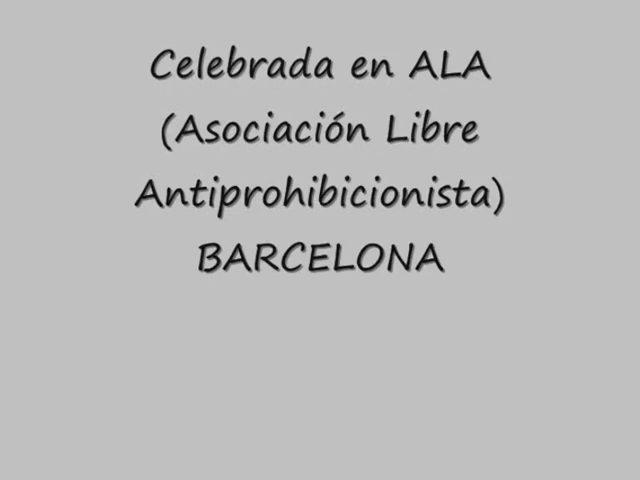 Celebrada en ALA
(Asociación Libre
Antiprohibicionista)
BARCELONA